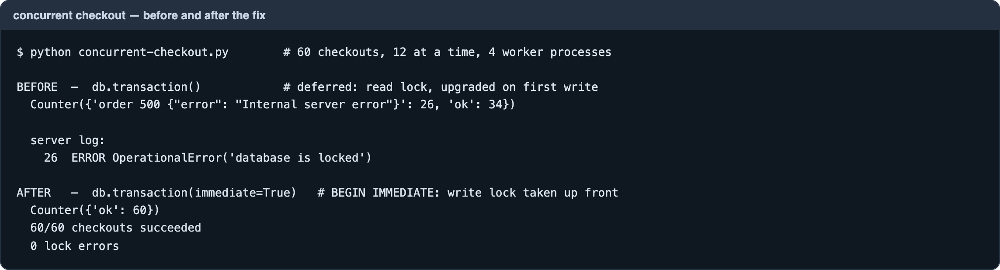 concurrent checkout — before and after the fix
$ python concurrent-checkout.py        # 60 checkouts, 12 at a time, 4 worker processes
BEFORE  —  db.transaction()            # deferred: read lock, upgraded on first write
  Counter({'order 500 {"error": "Internal server error"}': 26, 'ok': 34})
  server log:
    26  ERROR OperationalError('database is locked')
AFTER   —  db.transaction(immediate=True)   # BEGIN IMMEDIATE: write lock taken up front
  Counter({'ok': 60})
  60/60 checkouts succeeded
  0 lock errors